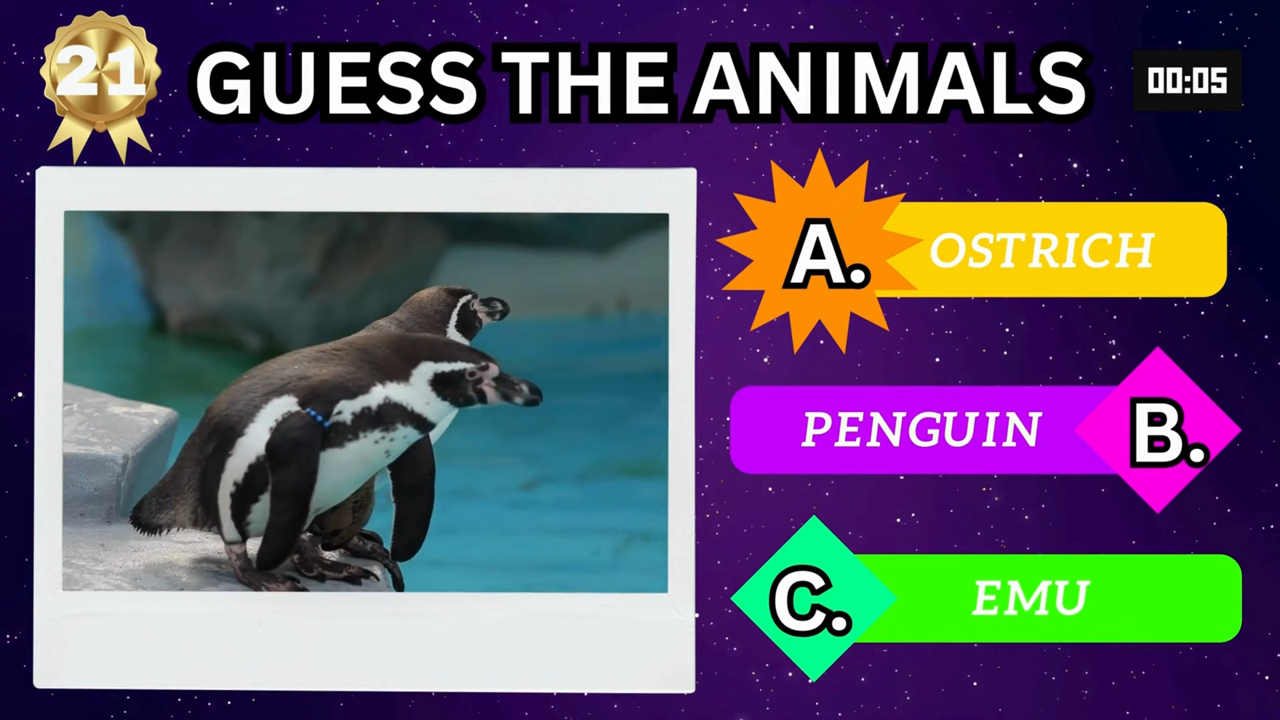 21
GUESS THE ANIMALS
00:05
A. OSTRICH
PENGUIN B.
C. EMU